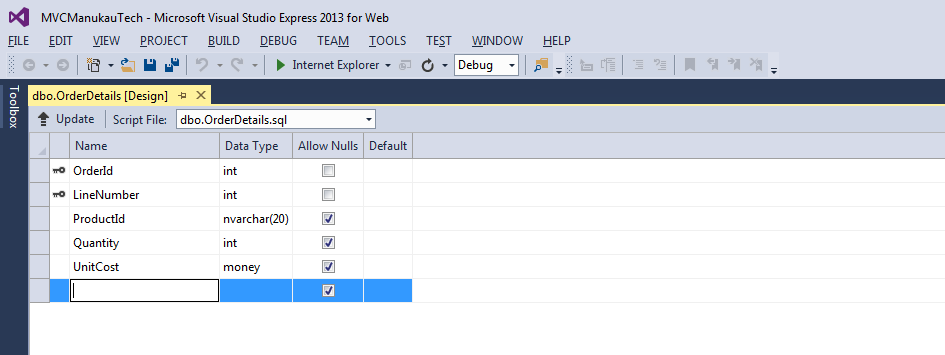 MVCManukauTech - Microsoft Visual Studio Express 2013 for Web
FILE EDIT VIEW PROJECT BUILD DEBUG TEAM TOOLS TEST WINDOW HELP
Internet Explorer Debug
Toolbox
dbo.OrderDetails [Design]
Update Script File: dbo.OrderDetails.sql
Name Data Type Allow Nulls Default
OrderId int
LineNumber int
ProductId nvarchar(20)
Quantity int
UnitCost money